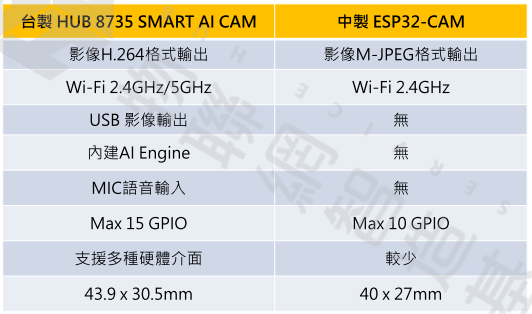 台製 HUB 8735 SMART AI CAM 中製 ESP32-CAM
影像H.264格式輸出 影像M-JPEG格式輸出
Wi-Fi 2.4GHz/5GHz Wi-Fi 2.4GHz
USB 影像輸出 無
內建AI Engine 無
MIC語音輸入 無
Max 15 GPIO Max 10 GPIO
支援多種硬體介面 較少
43.9 x 30.5mm 40 x 27mm